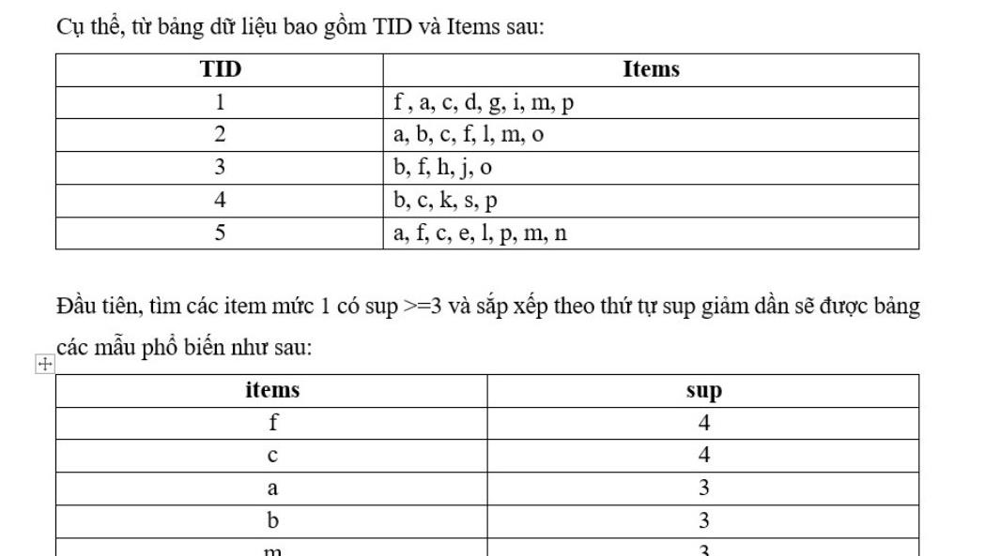 Cụ thể, từ bảng dữ liệu bao gồm TID và Items sau:
TID Items
1 f , a, c, d, g, i, m, p
2 a, b, c, f, l, m, o
3 b, f, h, j, o
4 b, c, k, s, p
5 a, f, c, e, l, p, m, n
Đầu tiên, tìm các item mức 1 có sup >=3 và sắp xếp theo thứ tự sup giảm dần sẽ được bảng
các mẫu phổ biến như sau:
items sup
f 4
c 4
a 3
b 3
m 3